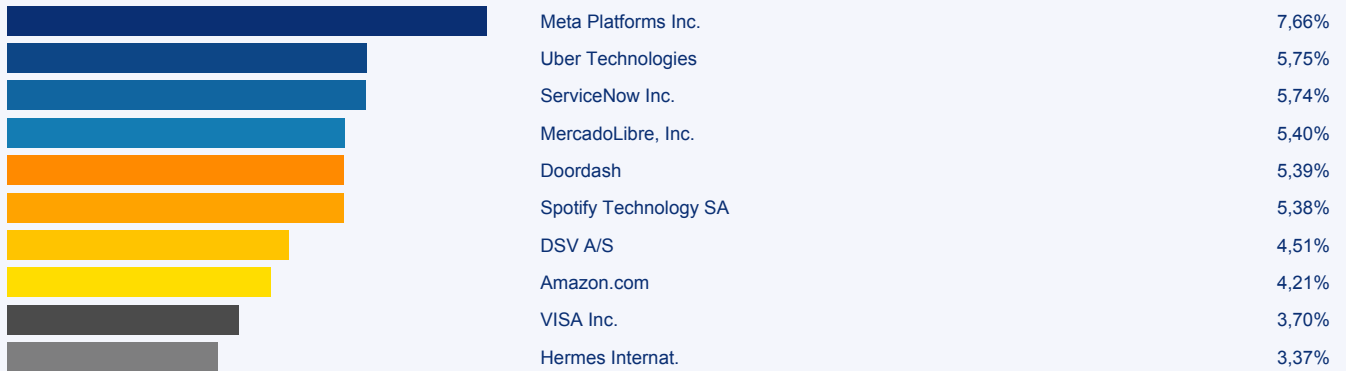 Meta Platforms Inc. 7,66%
Uber Technologies 5,75%
ServiceNow Inc. 5,74%
MercadoLibre, Inc. 5,40%
Doordash 5,39%
Spotify Technology SA 5,38%
DSV A/S 4,51%
Amazon.com 4,21%
VISA Inc. 3,70%
Hermes Internat. 3,37%